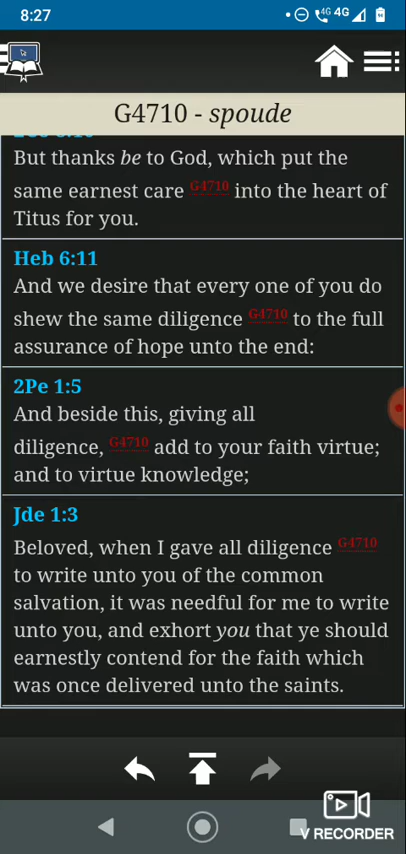 8:27
4G 4G
G4710 - spoude
But thanks be to God, which put the
same earnest care G4710 into the heart of
Titus for you.
Heb 6:11
And we desire that every one of you do
shew the same diligence G4710 to the full
assurance of hope unto the end:
2Pe 1:5
And beside this, giving all
diligence, G4710 add to your faith virtue;
and to virtue knowledge;
Jde 1:3
Beloved, when I gave all diligence G4710
to write unto you of the common
salvation, it was needful for me to write
unto you, and exhort you that ye should
earnestly contend for the faith which
was once delivered unto the saints.
V RECORDER